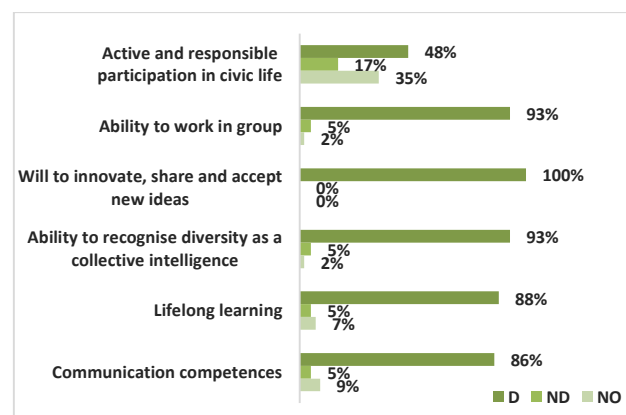 Active and responsible
participation in civic life
48%
17%
35%
Ability to work in group
93%
5%
2%
Will to innovate, share and accept
new ideas
100%
0%
0%
Ability to recognise diversity as a
collective intelligence
93%
5%
2%
Lifelong learning
88%
5%
7%
Communication competences
86%
5%
9%
D ND NO